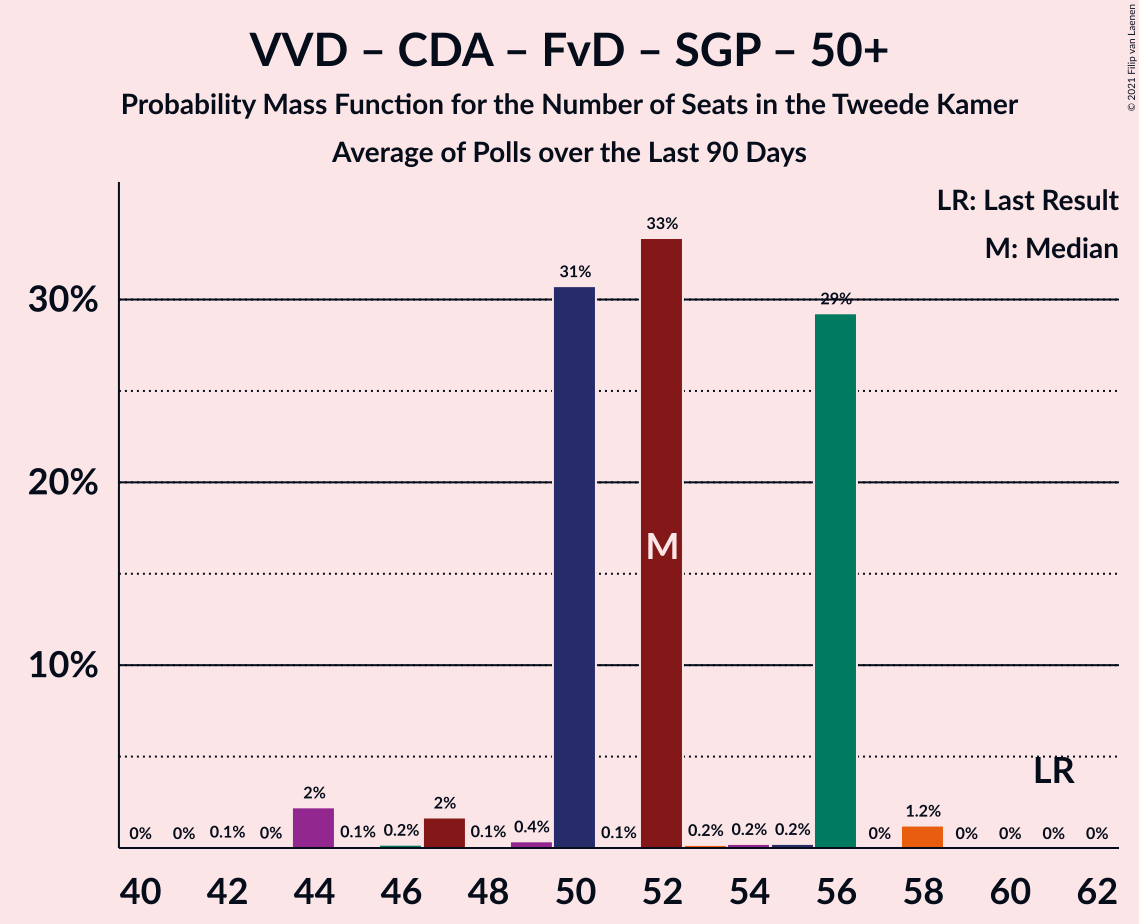 VVD – CDA – FvD – SGP – 50+
Probability Mass Function for the Number of Seats in the Tweede Kamer
Average of Polls over the Last 90 Days
© 2021 Filip van Laenen
LR: Last Result
M: Median
30%
20%
10%
0% 0% 0.1% 0% 2% 0.1% 0.2% 2% 0.1% 0.4% 31% 0.1% 33% 0.2% 0.2% 0.2% 29% 0% 1.2% 0% 0% 0% 0%
M
LR
40 42 44 46 48 50 52 54 56 58 60 62